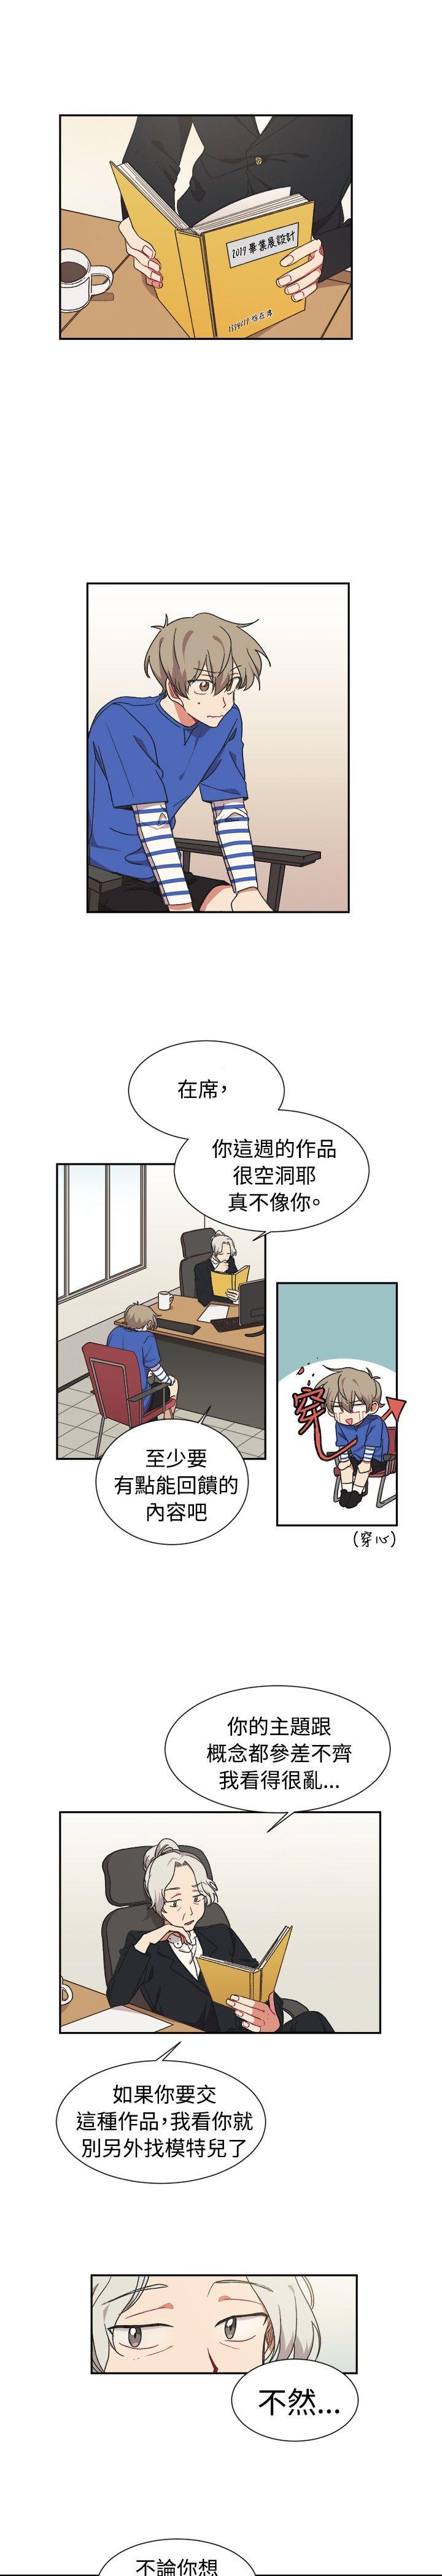 2019 畢業展設計
在席，
你這週的作品
很空洞耶
真不像你。
至少要
有點能回饋的
內容吧
穿
(穿心)
你的主題跟
概念都參差不齊
我看得很亂...
如果你要交
這種作品，我看你就
別另外找模特兒了
不然...
不論你想